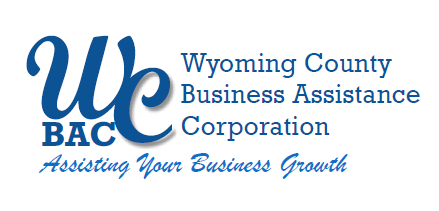 WC
BAC
Wyoming County
Business Assistance
Corporation
Assisting Your Business Growth